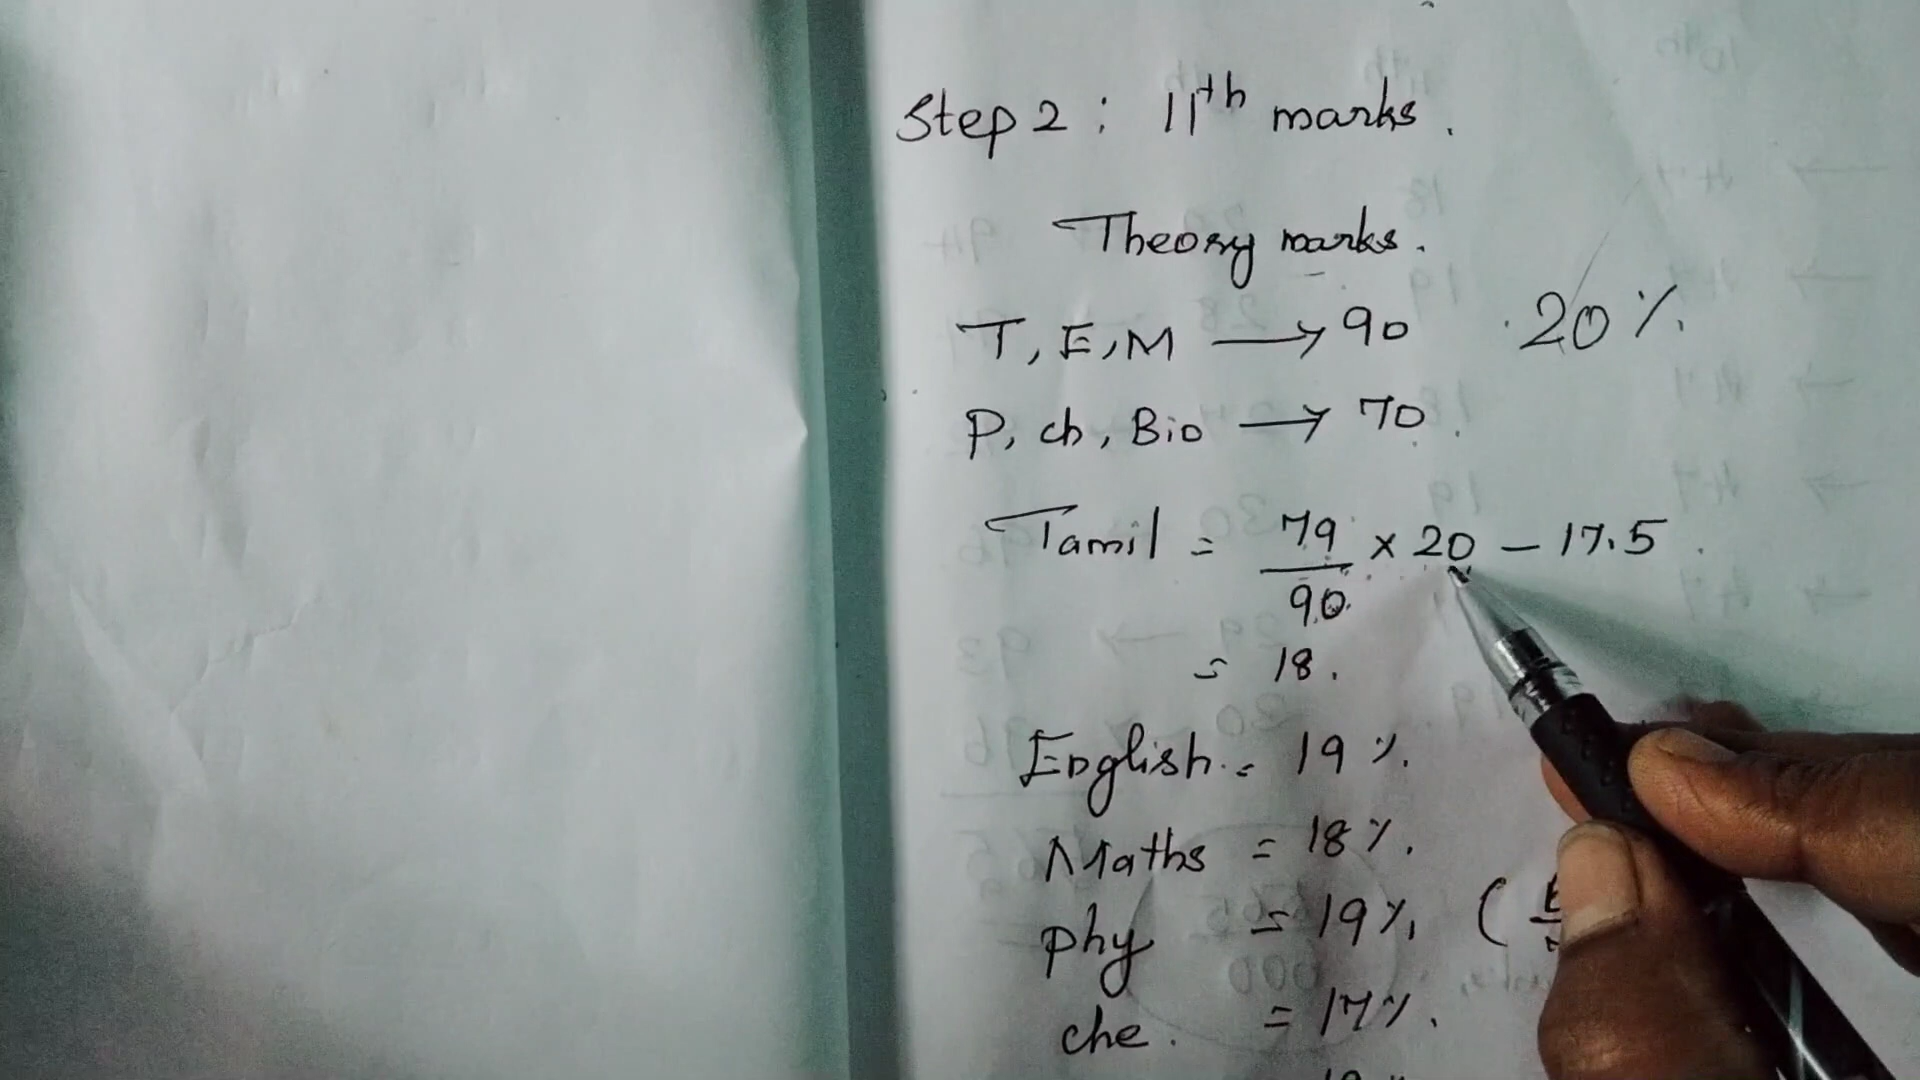 Step 2 : 11th marks.
Theory marks.
T, E, M → 90 20%.
P, ch, Bio → 70.
Tamil = 79/90 × 20 – 17.5
= 18.
English = 19%.
Maths = 18%.
Phy = 19%, (
che. = 17%.